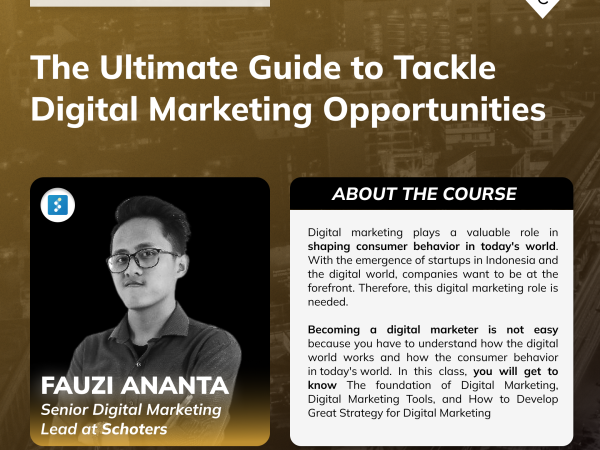 The Ultimate Guide to Tackle
Digital Marketing Opportunities
FAUZI ANANTA
Senior Digital Marketing
Lead at Schoters
ABOUT THE COURSE
Digital marketing plays a valuable role in
shaping consumer behavior in today's world.
With the emergence of startups in Indonesia and
the digital world, companies want to be at the
forefront. Therefore, this digital marketing role is
needed.
Becoming a digital marketer is not easy
because you have to understand how the digital
world works and how the consumer behavior
in today's world. In this class, you will get to
know The foundation of Digital Marketing,
Digital Marketing Tools, and How to Develop
Great Strategy for Digital Marketing